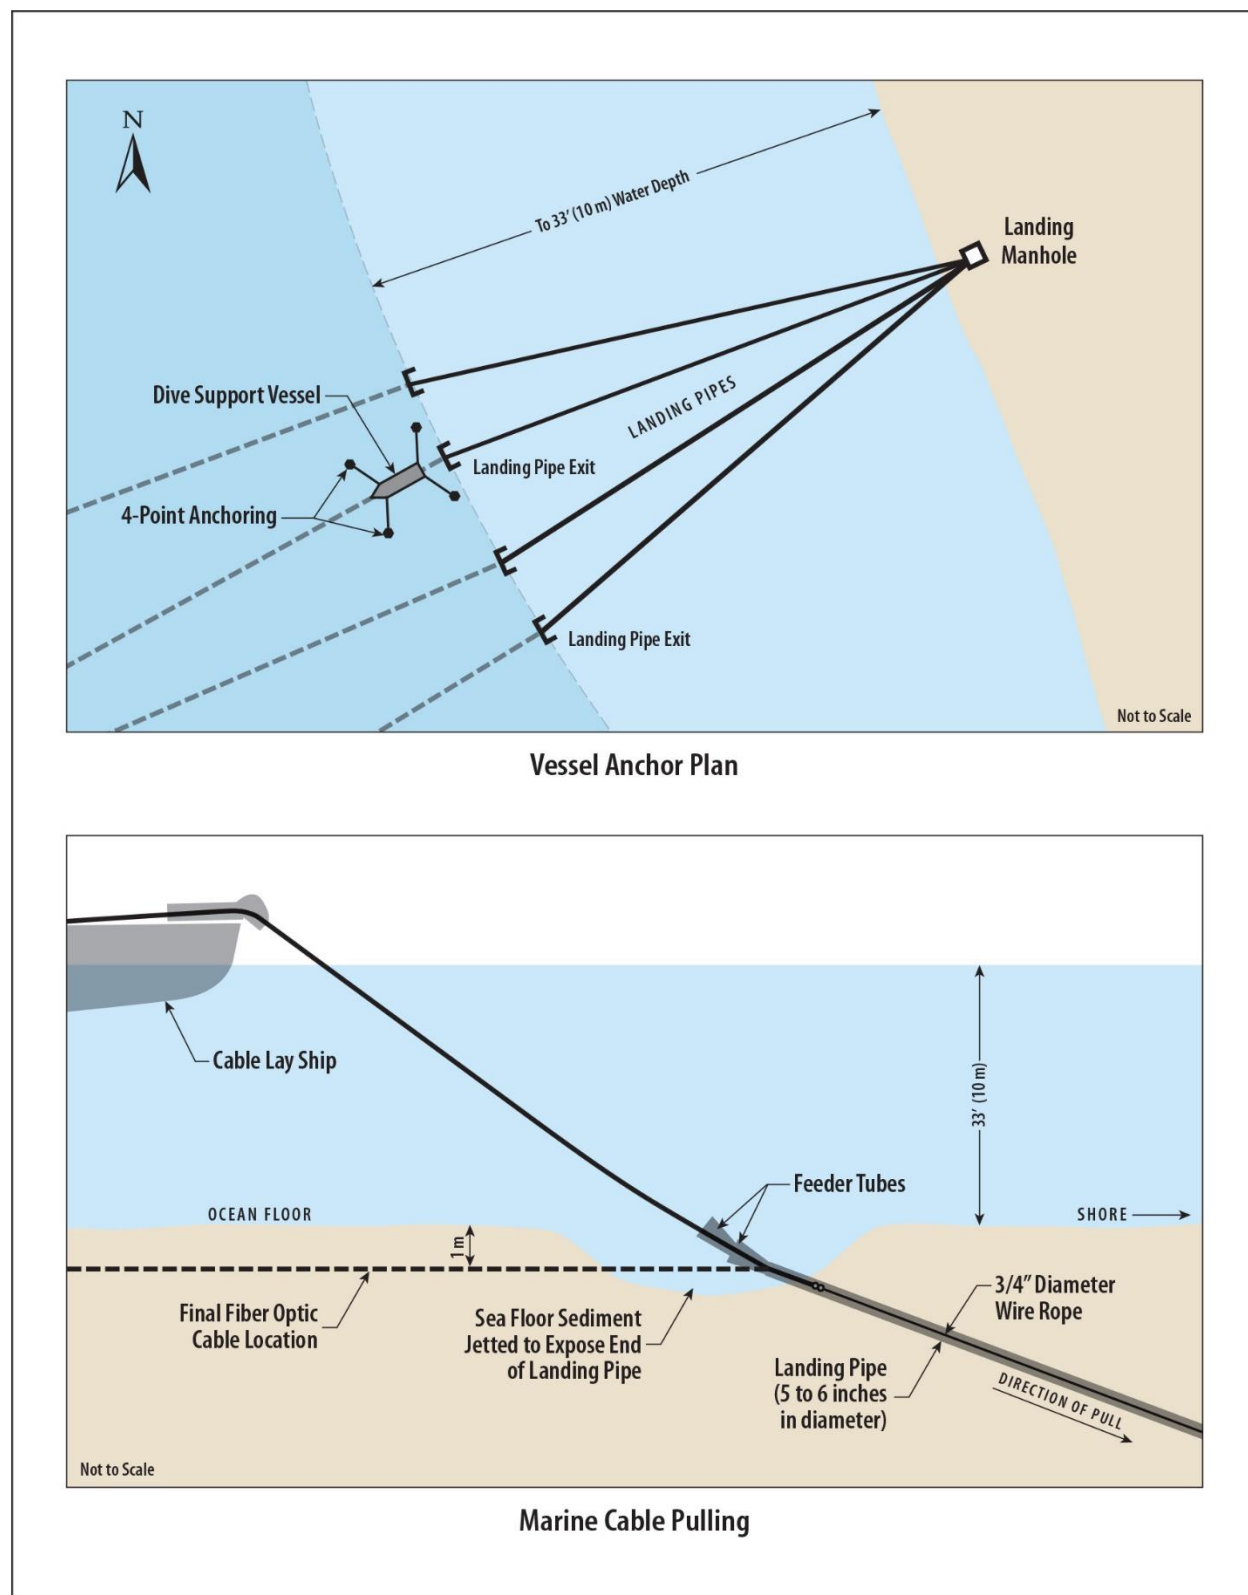 N
To 33' (10 m) Water Depth
Landing
Manhole
Dive Support Vessel
LANDING PIPES
Landing Pipe Exit
4-Point Anchoring
Landing Pipe Exit
Not to Scale
Vessel Anchor Plan
Cable Lay Ship
33' (10 m)
Feeder Tubes
OCEAN FLOOR
SHORE
1 m
Final Fiber Optic
Cable Location
Sea Floor Sediment
Jetted to Expose End
of Landing Pipe
3/4" Diameter
Wire Rope
Landing Pipe
(5 to 6 inches
in diameter)
DIRECTION OF PULL
Not to Scale
Marine Cable Pulling